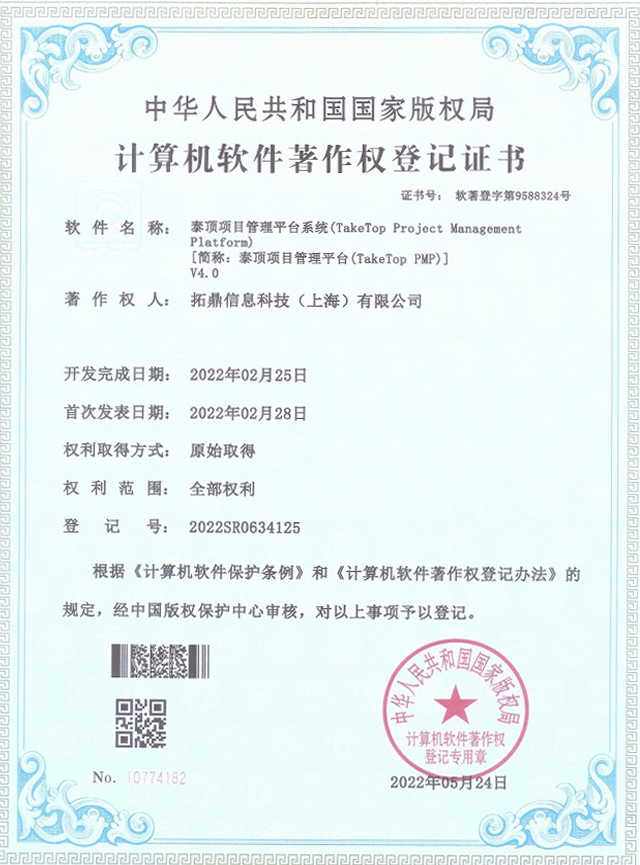 中华人民共和国国家版权局
计算机软件著作权登记证书
证书号： 软著登字第9588324号
软件名称： 泰顶项目管理平台系统(TakeTop Project Management
Platform)
[简称：泰顶项目管理平台(TakeTop PMP)]
V4.0
著作权人： 拓鼎信息科技（上海）有限公司
开发完成日期： 2022年02月25日
首次发表日期： 2022年02月28日
权利取得方式： 原始取得
权利范围： 全部权利
登记号： 2022SR0634125
根据《计算机软件保护条例》和《计算机软件著作权登记办法》的
规定，经中国版权保护中心审核，对以上事项予以登记。
中华人民共和国国家版权局
计算机软件著作权
登记专用章
No. 10774182
2022年05月24日